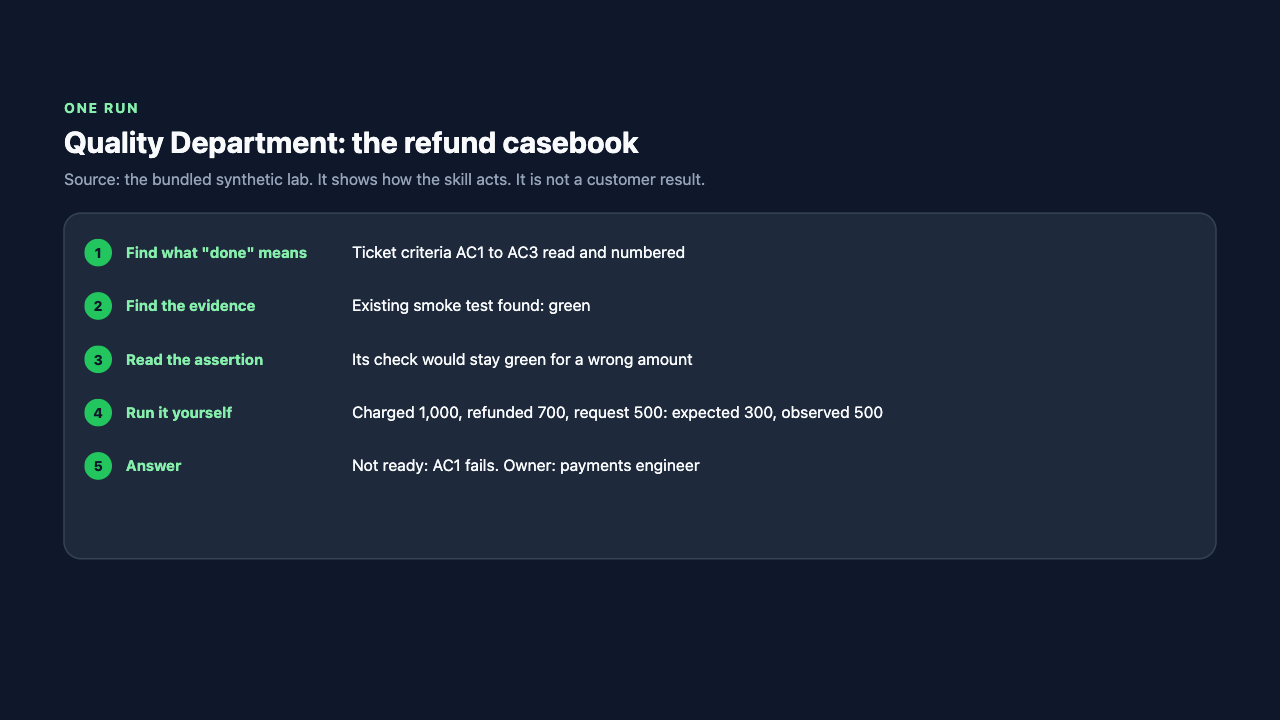 ONE RUN
Quality Department: the refund casebook
Source: the bundled synthetic lab. It shows how the skill acts. It is not a customer result.
1 Find what "done" means Ticket criteria AC1 to AC3 read and numbered
2 Find the evidence Existing smoke test found: green
3 Read the assertion Its check would stay green for a wrong amount
4 Run it yourself Charged 1,000, refunded 700, request 500: expected 300, observed 500
5 Answer Not ready: AC1 fails. Owner: payments engineer